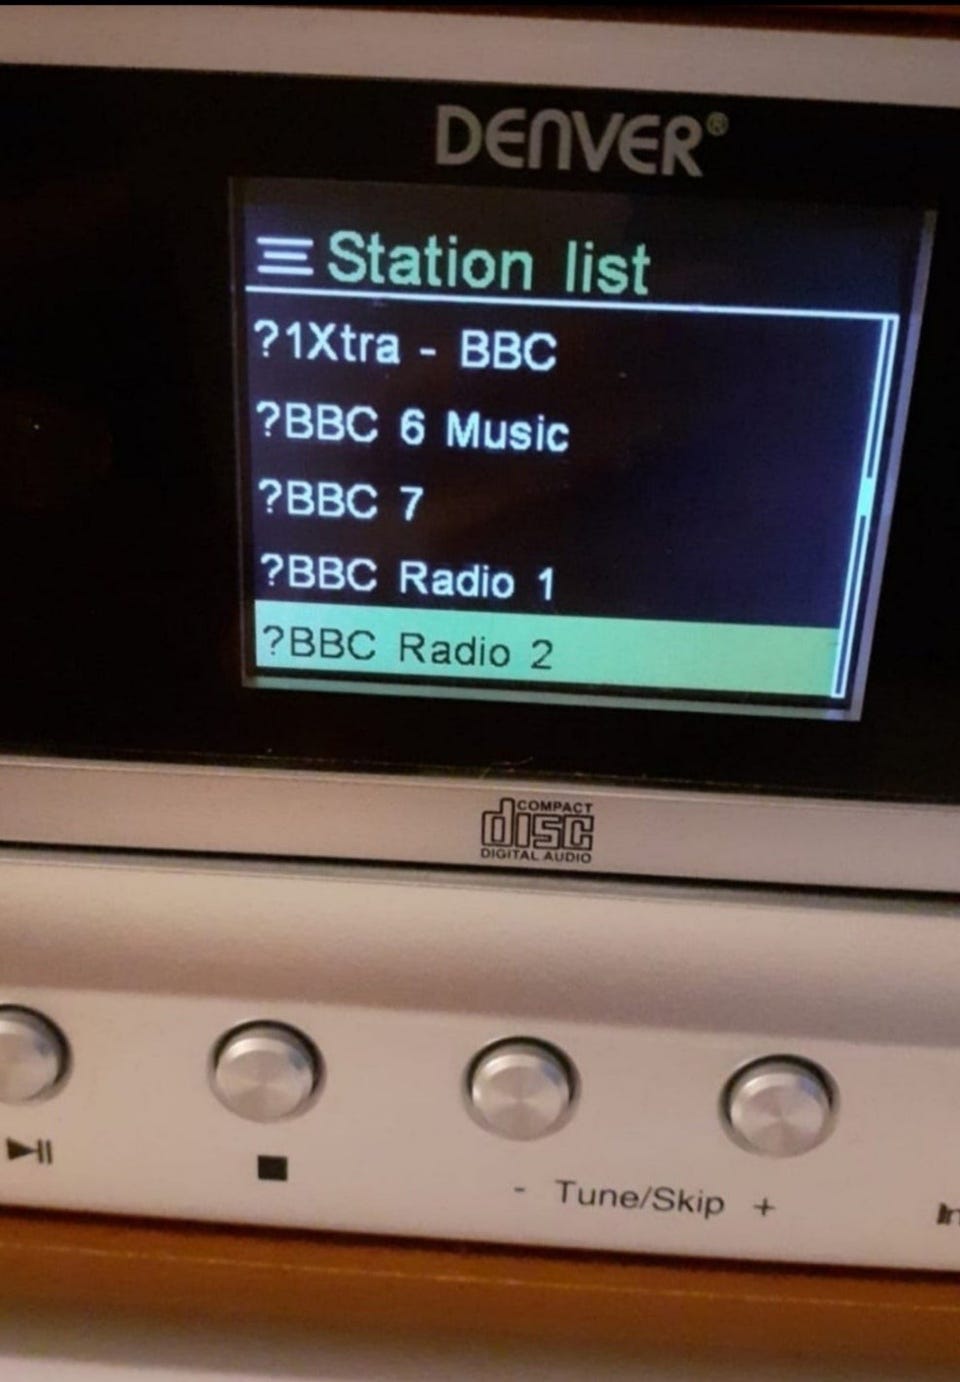 DENVER®
Station list
?1Xtra - BBC
?BBC 6 Music
?BBC 7
?BBC Radio 1
?BBC Radio 2
COMPACT
disc
DIGITAL AUDIO
- Tune/Skip +